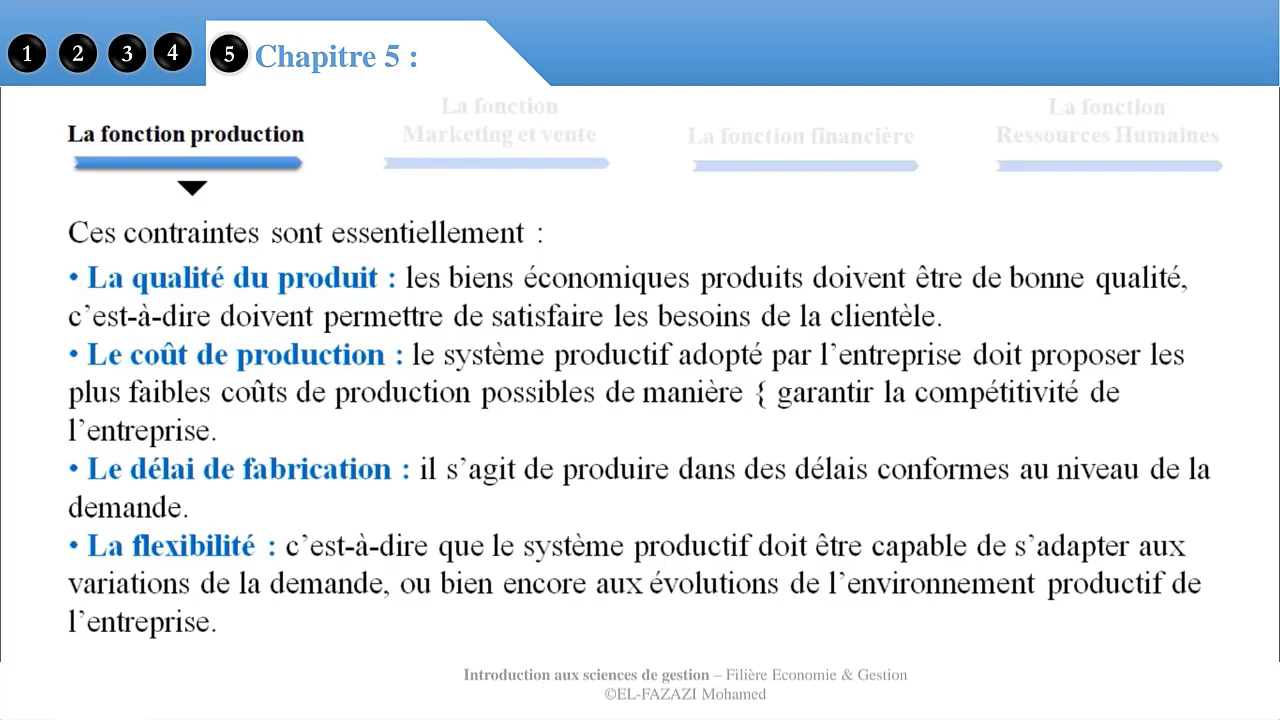 1 2 3 4 5 Chapitre 5 :
La fonction production
La fonction
Marketing et vente
La fonction financière
La fonction
Ressources Humaines
Ces contraintes sont essentiellement :
• La qualité du produit : les biens économiques produits doivent être de bonne qualité,
c’est-à-dire doivent permettre de satisfaire les besoins de la clientèle.
• Le coût de production : le système productif adopté par l’entreprise doit proposer les
plus faibles coûts de production possibles de manière { garantir la compétitivité de
l’entreprise.
• Le délai de fabrication : il s’agit de produire dans des délais conformes au niveau de la
demande.
• La flexibilité : c’est-à-dire que le système productif doit être capable de s’adapter aux
variations de la demande, ou bien encore aux évolutions de l’environnement productif de
l’entreprise.
Introduction aux sciences de gestion – Filière Economie & Gestion
©EL-FAZAZI Mohamed